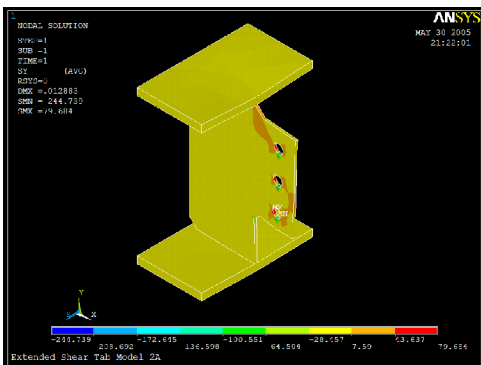 1
NODAL SOLUTION
STEP=1
SUB =1
TIME=1
SY (AVG)
RSYS=0
DMX =.012883
SMN =-244.739
SMX =79.684
ANSYS
MAY 30 2005
21:22:01
MX
Y
X
-244.739 -172.645 -100.551 -28.457 43.637
-208.692 -136.598 -64.504 7.59 79.684
Extended Shear Tab Model 2A